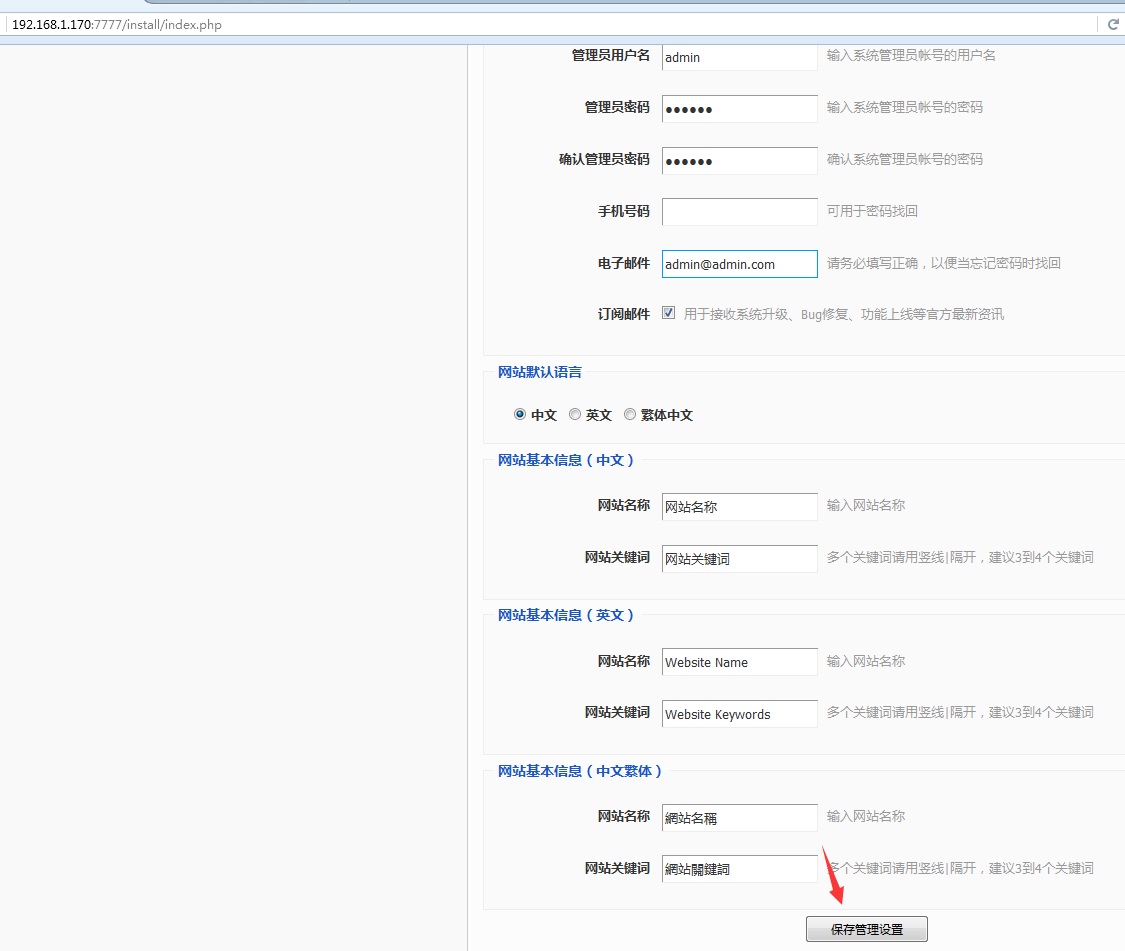 192.168.1.170:7777/install/index.php
管理员用户名 admin 输入系统管理员帐号的用户名
管理员密码 ●●●●●● 输入系统管理员帐号的密码
确认管理员密码 ●●●●●● 确认系统管理员帐号的密码
手机号码 可用于密码找回
电子邮件 admin@admin.com 请务必填写正确，以便当忘记密码时找回
订阅邮件 用于接收系统升级、Bug修复、功能上线等官方最新资讯
网站默认语言
中文 英文 繁体中文
网站基本信息（中文）
网站名称 网站名称 输入网站名称
网站关键词 网站关键词 多个关键词请用竖线|隔开，建议3到4个关键词
网站基本信息（英文）
网站名称 Website Name 输入网站名称
网站关键词 Website Keywords 多个关键词请用竖线|隔开，建议3到4个关键词
网站基本信息（中文繁体）
网站名称 網站名稱 输入网站名称
网站关键词 網站關鍵詞 多个关键词请用竖线|隔开，建议3到4个关键词
保存管理设置